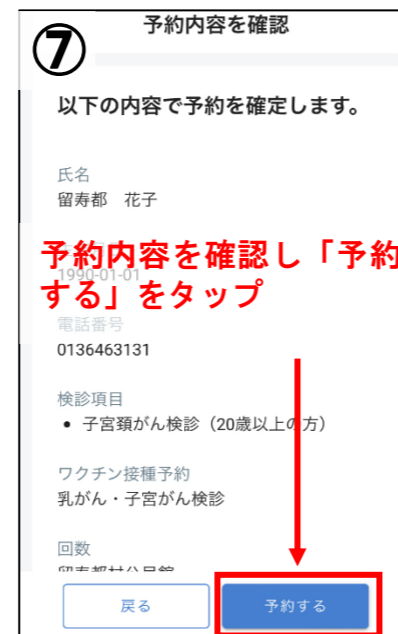 予約内容を確認
⑦
以下の内容で予約を確定します。
氏名
留寿都 花子
予約内容を確認し「予約
する」をタップ
1990-01-01
電話番号
0136463131
検診項目
• 子宮頚がん検診（20歳以上の方）
ワクチン接種予約
乳がん・子宮がん検診
回数
戻る
予約する